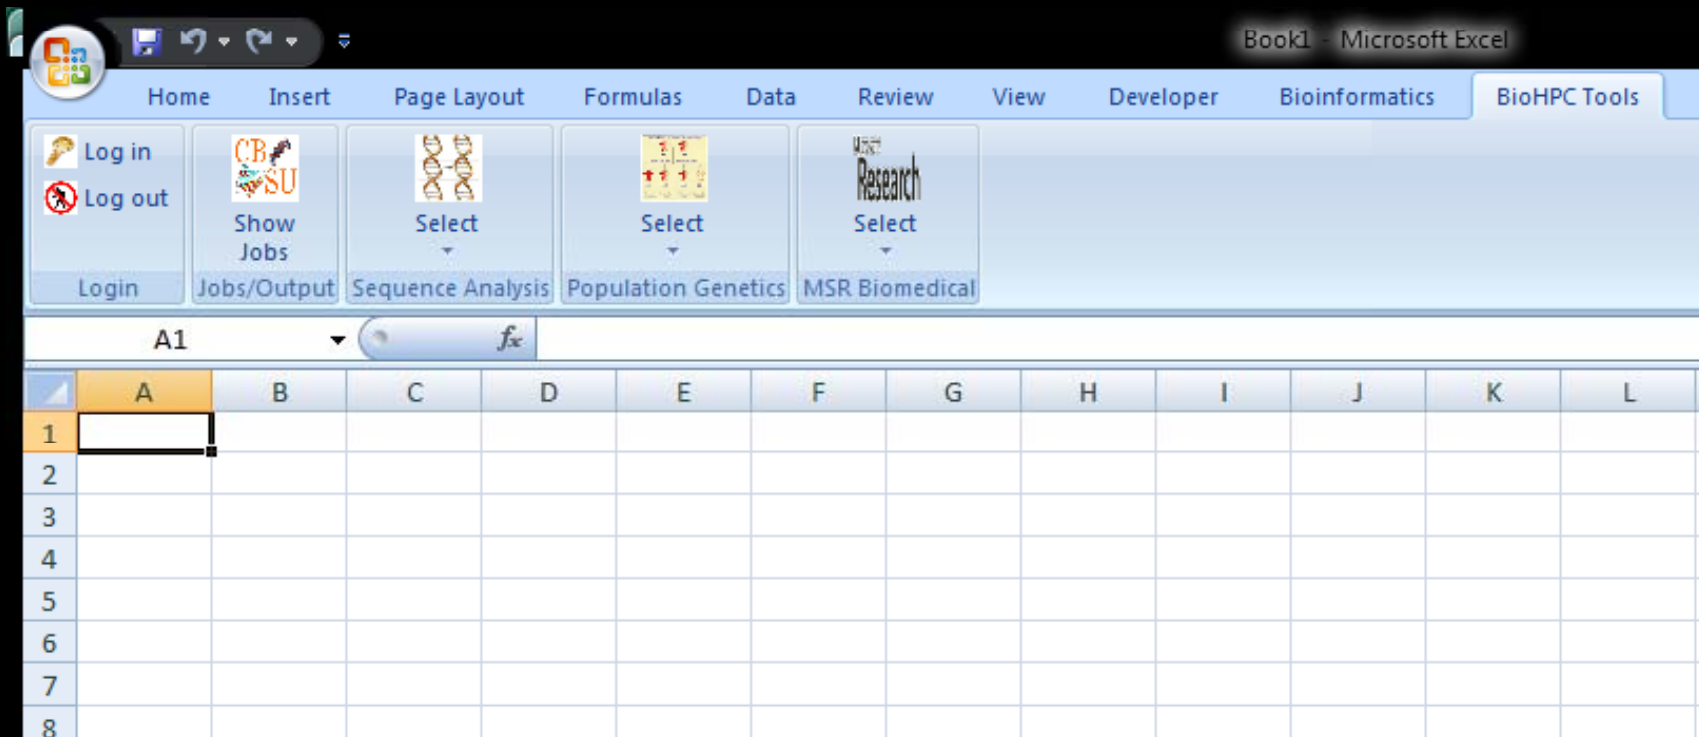 Book1 - Microsoft Excel
Home Insert Page Layout Formulas Data Review View Developer Bioinformatics BioHPC Tools
Log in
Log out
CB
SU
Microsoft
Research
Show
Jobs
Select
Select
Select
Login Jobs/Output Sequence Analysis Population Genetics MSR Biomedical
A1 fx
A B C D E F G H I J K L
1
2
3
4
5
6
7
8